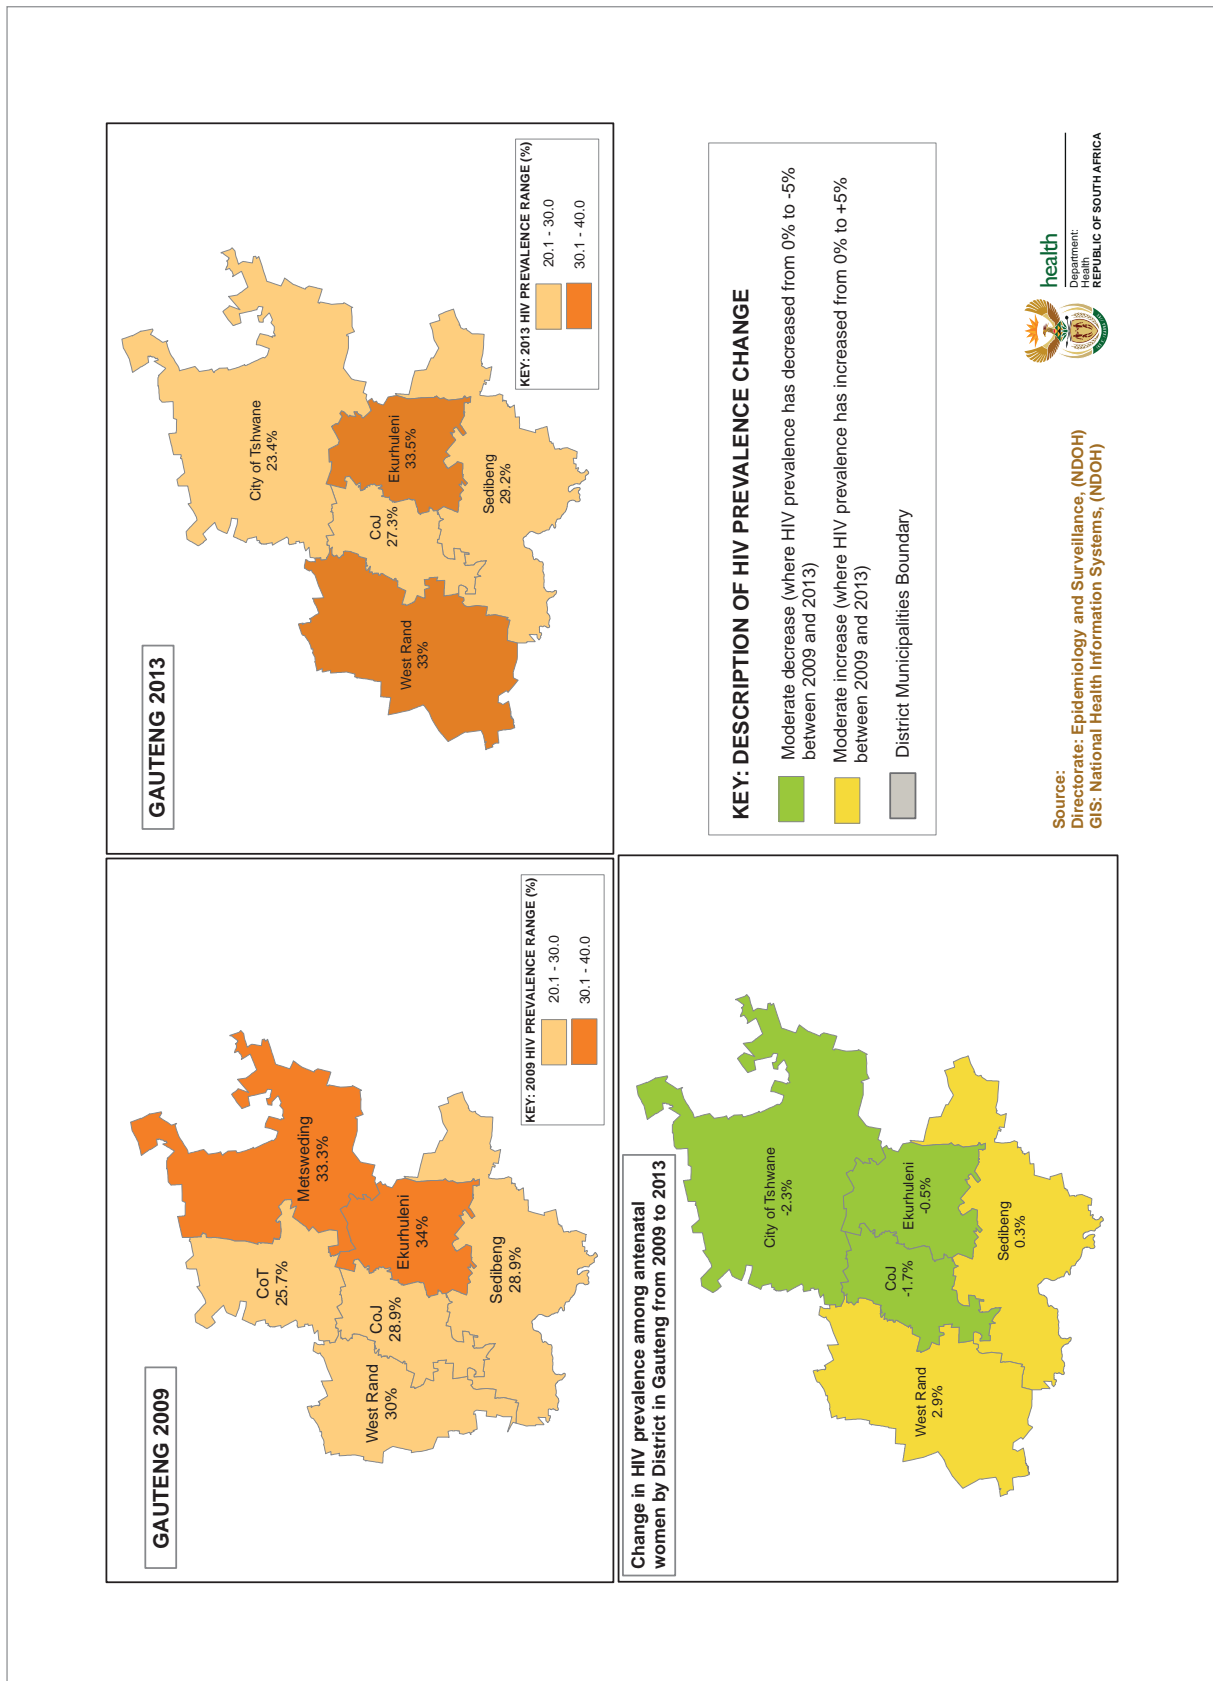 GAUTENG 2009
CoT
25.7%
Metsweding
33.3%
West Rand
30%
CoJ
28.9%
Ekurhuleni
34%
Sedibeng
28.9%
KEY: 2009 HIV PREVALENCE RANGE (%)
20.1 - 30.0
30.1 - 40.0
GAUTENG 2013
City of Tshwane
23.4%
West Rand
33%
CoJ
27.3%
Ekurhuleni
33.5%
Sedibeng
29.2%
KEY: 2013 HIV PREVALENCE RANGE (%)
20.1 - 30.0
30.1 - 40.0
Change in HIV prevalence among antenatal
women by District in Gauteng from 2009 to 2013
City of Tshwane
-2.3%
West Rand
2.9%
CoJ
-1.7%
Ekurhuleni
-0.5%
Sedibeng
0.3%
KEY: DESCRIPTION OF HIV PREVALENCE CHANGE
Moderate decrease (where HIV prevalence has decreased from 0% to -5%
between 2009 and 2013)
Moderate increase (where HIV prevalence has increased from 0% to +5%
between 2009 and 2013)
District Municipalities Boundary
Source:
Directorate: Epidemiology and Surveillance, (NDOH)
GIS: National Health Information Systems, (NDOH)
health
Department:
Health
REPUBLIC OF SOUTH AFRICA